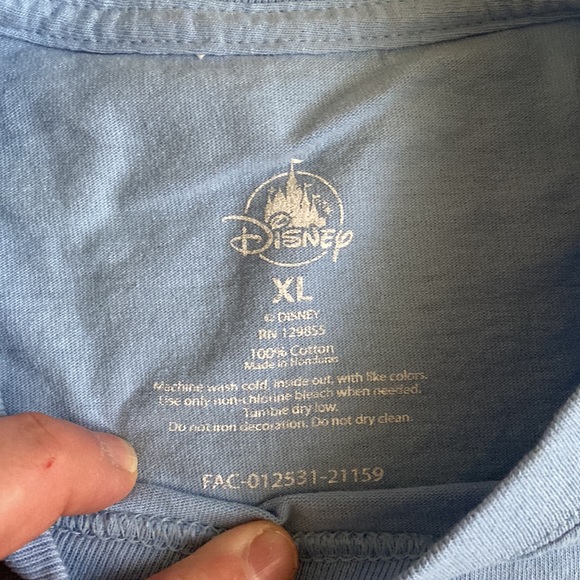 Disney
XL
© DISNEY
RN 129855
100% Cotton
Made in Honduras
Machine wash cold, inside out, with like colors.
Use only non-chlorine bleach when needed.
Tumble dry low.
Do not iron decoration. Do not dry clean.
FAC-012531-21159